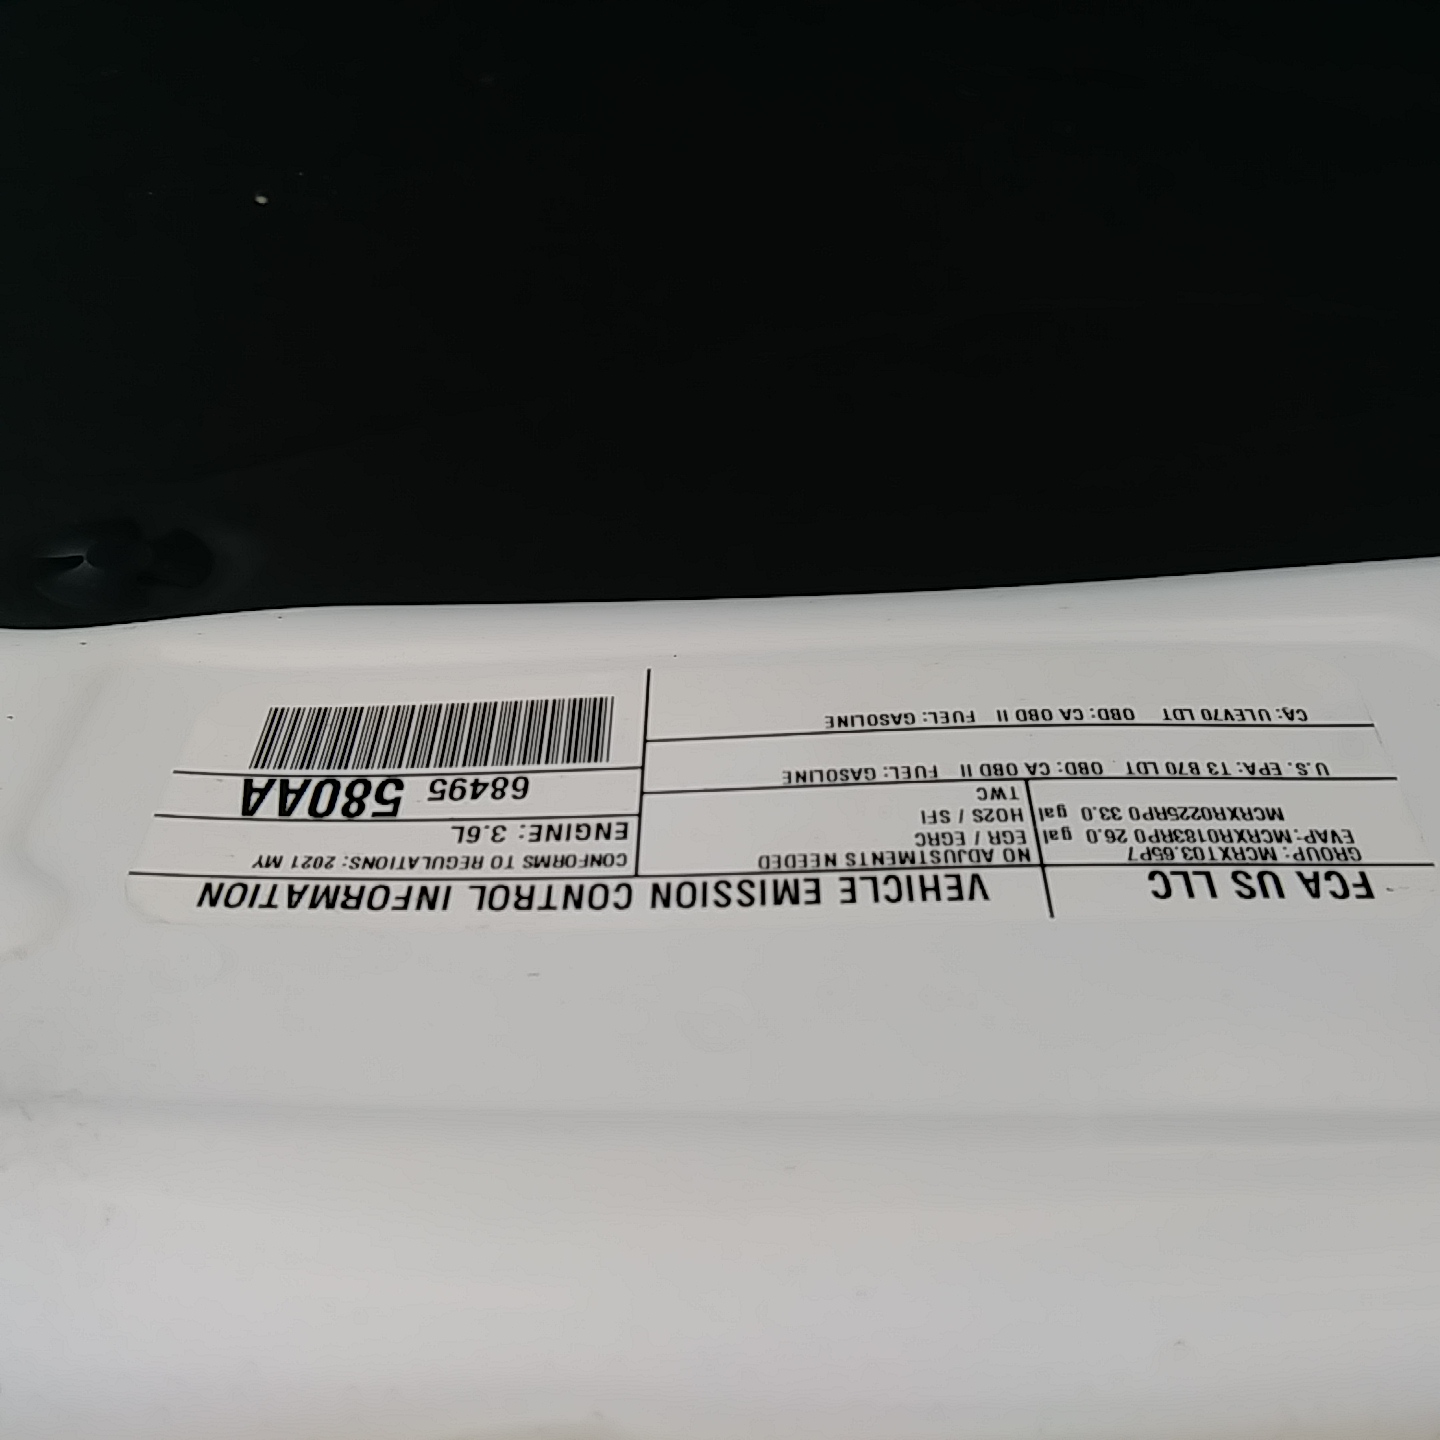 FCA US LLC
VEHICLE EMISSION CONTROL INFORMATION
GROUP: MCRXT03.65P7
EVAP: MCRXR0183RP0 26.0 gal
MCRXR0225RP0 33.0 gal
NO ADJUSTMENTS NEEDED
EGR / EGRC
HO2S / SFI
TWC
CONFORMS TO REGULATIONS: 2021 MY
ENGINE: 3.6L
68495 580AA
U.S. EPA: T3 B70 LDT OBD: CA OBD II FUEL: GASOLINE
CA: ULEV70 LDT OBD: CA OBD II FUEL: GASOLINE